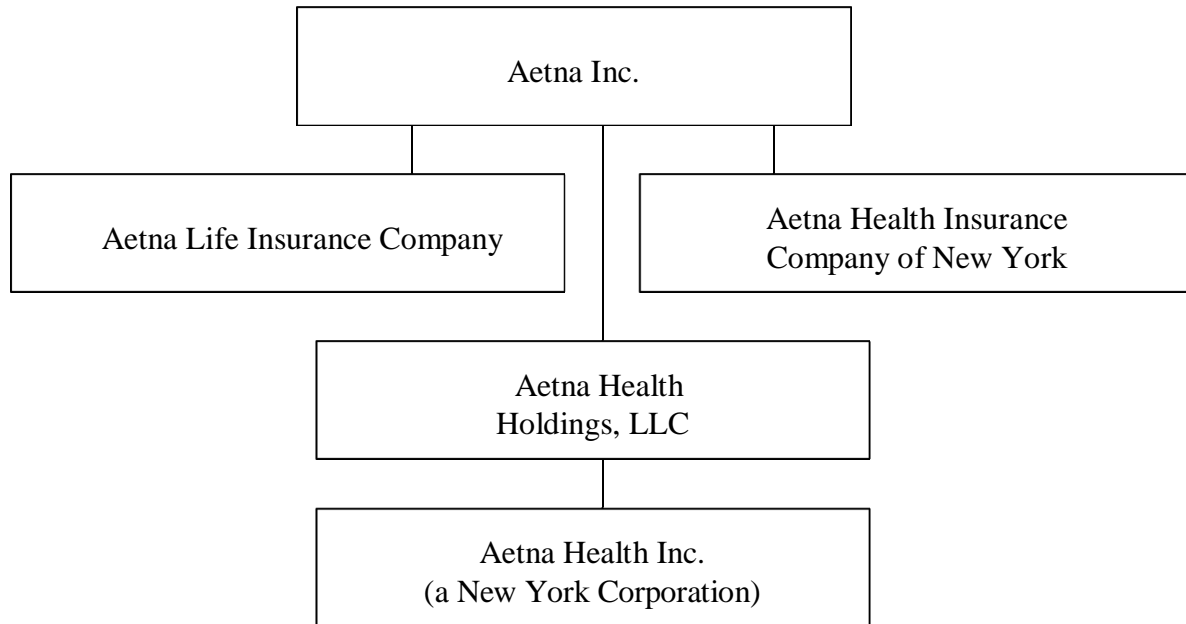 Aetna Inc.
Aetna Life Insurance Company
Aetna Health Insurance
Company of New York
Aetna Health
Holdings, LLC
Aetna Health Inc.
(a New York Corporation)